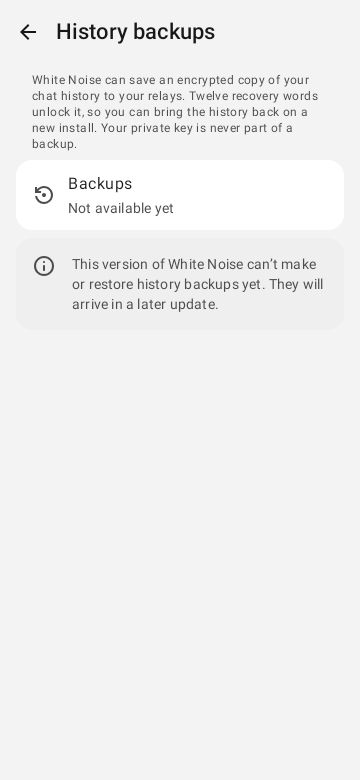 History backups
White Noise can save an encrypted copy of your
chat history to your relays. Twelve recovery words
unlock it, so you can bring the history back on a
new install. Your private key is never part of a
backup.
Backups
Not available yet
This version of White Noise can’t make
or restore history backups yet. They will
arrive in a later update.